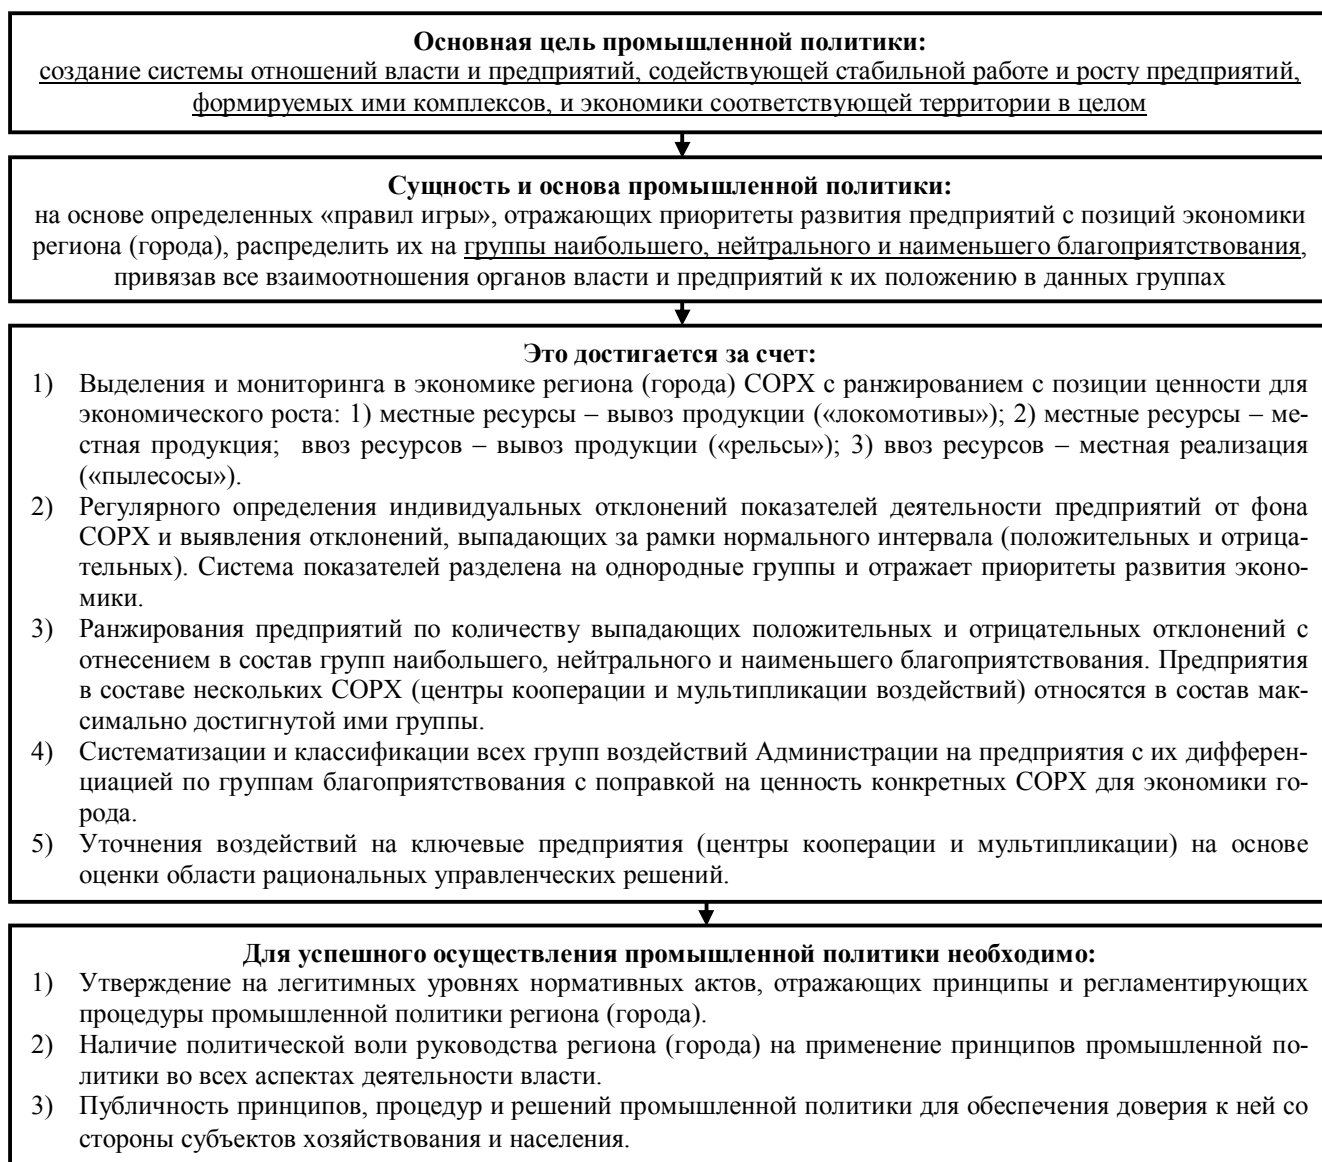 Основная цель промышленной политики:
создание системы отношений власти и предприятий, содействующей стабильной работе и росту предприятий,
формируемых ими комплексов, и экономики соответствующей территории в целом
Сущность и основа промышленной политики:
на основе определенных «правил игры», отражающих приоритеты развития предприятий с позиций экономики
региона (города), распределить их на группы наибольшего, нейтрального и наименьшего благоприятствования,
привязав все взаимоотношения органов власти и предприятий к их положению в данных группах
Это достигается за счет:
1) Выделения и мониторинга в экономике региона (города) СОРХ с ранжированием с позиции ценности для
экономического роста: 1) местные ресурсы – вывоз продукции («локомотивы»); 2) местные ресурсы – ме-
стная продукция; ввоз ресурсов – вывоз продукции («рельсы»); 3) ввоз ресурсов – местная реализация
(«пылесосы»).
2) Регулярного определения индивидуальных отклонений показателей деятельности предприятий от фона
СОРХ и выявления отклонений, выпадающих за рамки нормального интервала (положительных и отрица-
тельных). Система показателей разделена на однородные группы и отражает приоритеты развития эконо-
мики.
3) Ранжирования предприятий по количеству выпадающих положительных и отрицательных отклонений с
отнесением в состав групп наибольшего, нейтрального и наименьшего благоприятствования. Предприятия
в составе нескольких СОРХ (центры кооперации и мультипликации воздействий) относятся в состав мак-
симально достигнутой ими группы.
4) Систематизации и классификации всех групп воздействий Администрации на предприятия с их дифферен-
циацией по группам благоприятствования с поправкой на ценность конкретных СОРХ для экономики го-
рода.
5) Уточнения воздействий на ключевые предприятия (центры кооперации и мультипликации) на основе
оценки области рациональных управленческих решений.
Для успешного осуществления промышленной политики необходимо:
1) Утверждение на легитимных уровнях нормативных актов, отражающих принципы и регламентирующих
процедуры промышленной политики региона (города).
2) Наличие политической воли руководства региона (города) на применение принципов промышленной по-
литики во всех аспектах деятельности власти.
3) Публичность принципов, процедур и решений промышленной политики для обеспечения доверия к ней со
стороны субъектов хозяйствования и населения.